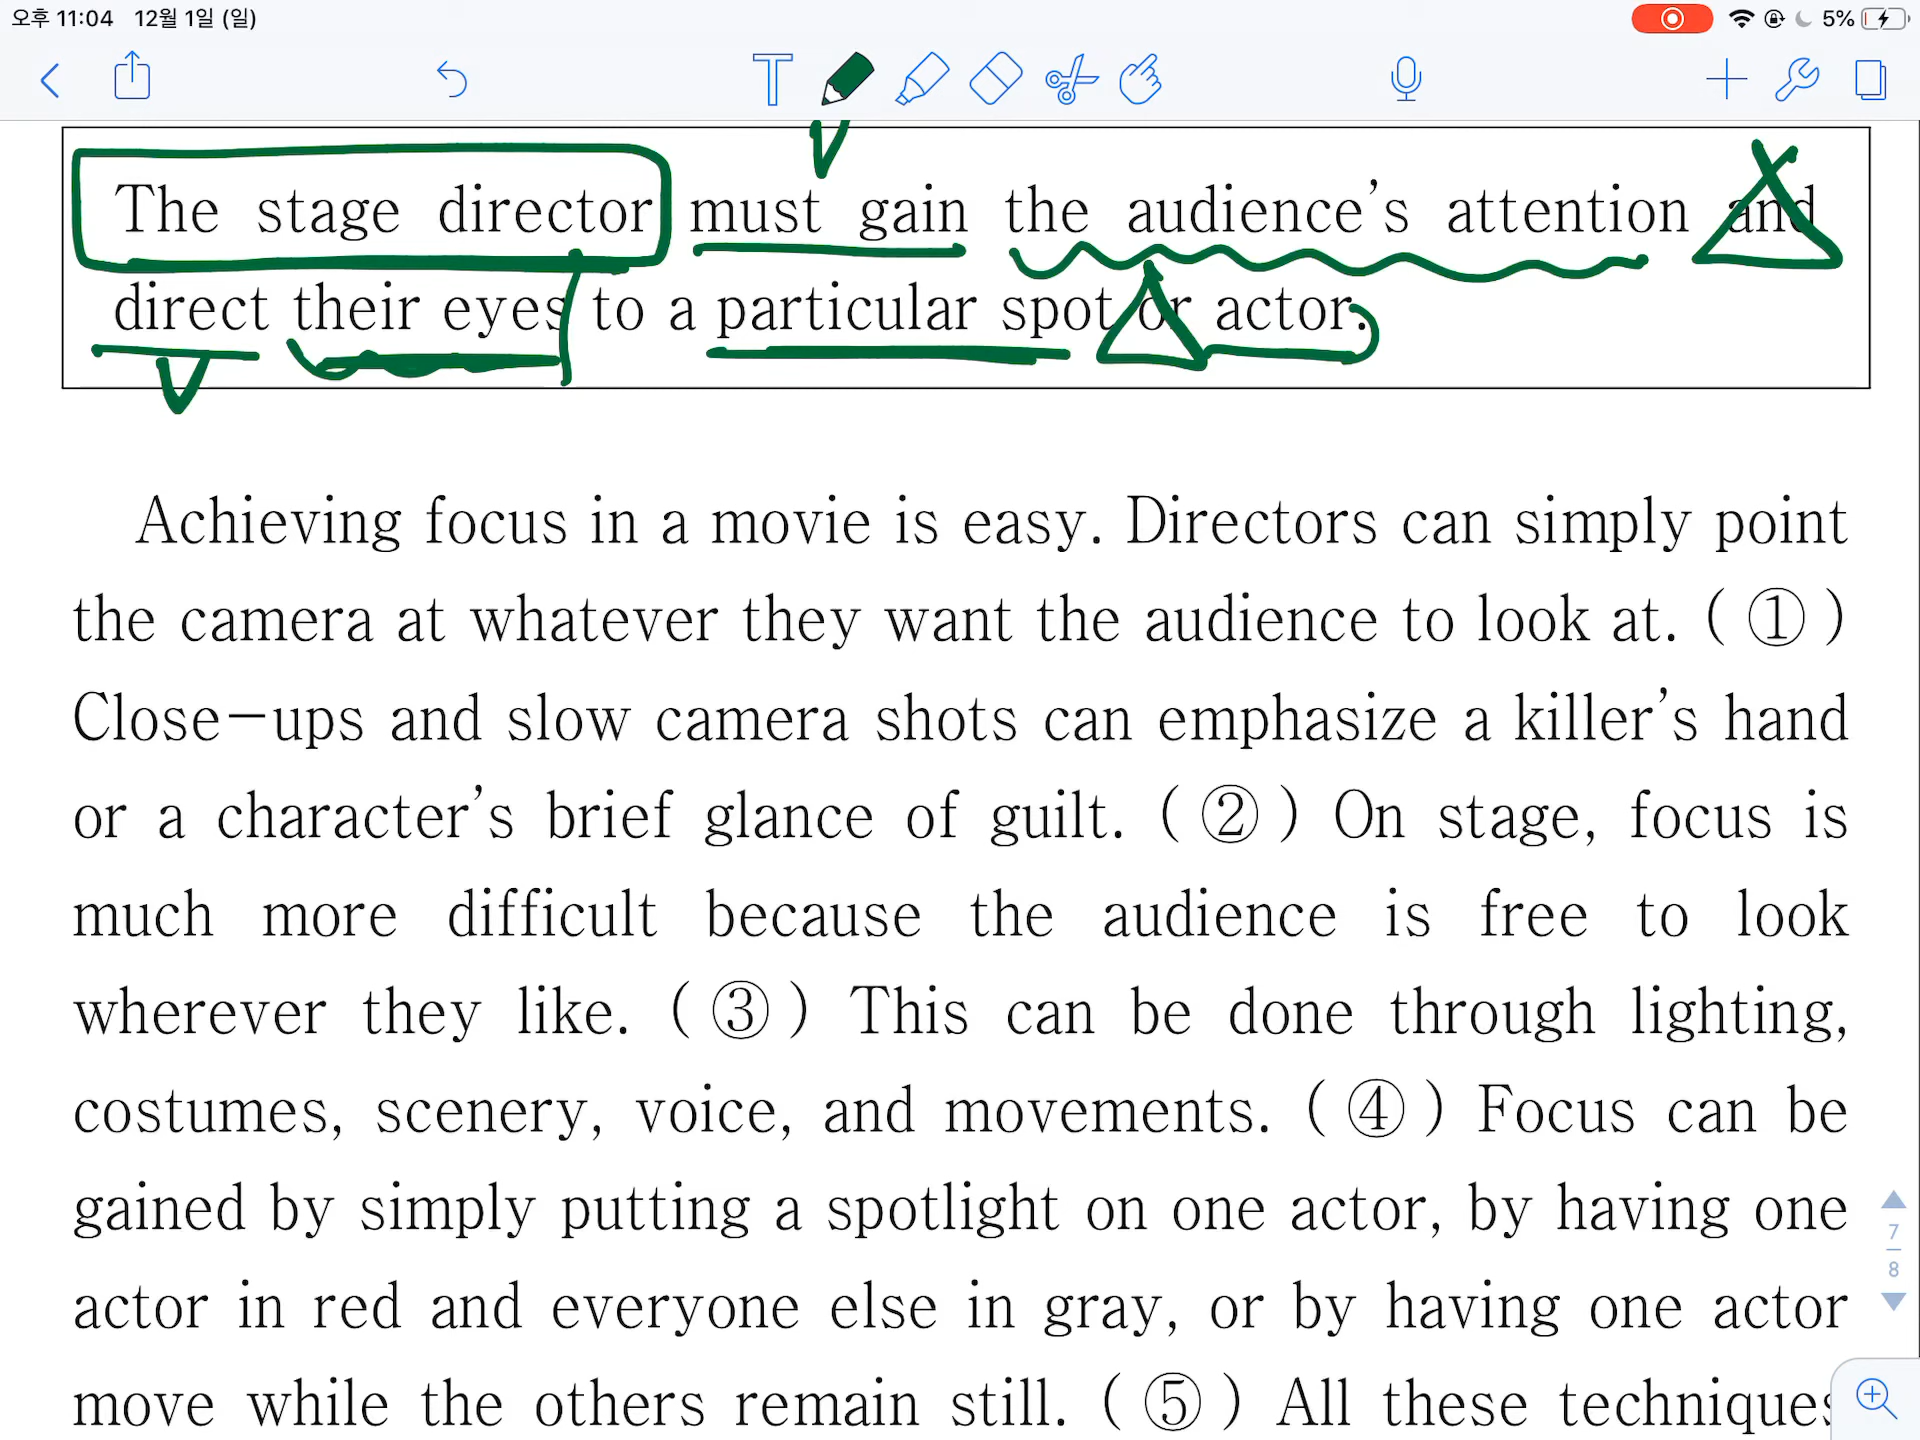 오후 11:04 12월 1일 (일) 5%
The stage director must gain the audience's attention and
direct their eyes to a particular spot or actor.
Achieving focus in a movie is easy. Directors can simply point
the camera at whatever they want the audience to look at. ( ① )
Close-ups and slow camera shots can emphasize a killer's hand
or a character's brief glance of guilt. ( ② ) On stage, focus is
much more difficult because the audience is free to look
wherever they like. ( ③ ) This can be done through lighting,
costumes, scenery, voice, and movements. ( ④ ) Focus can be
gained by simply putting a spotlight on one actor, by having one
actor in red and everyone else in gray, or by having one actor
move while the others remain still. ( ⑤ ) All these techniques
7
8